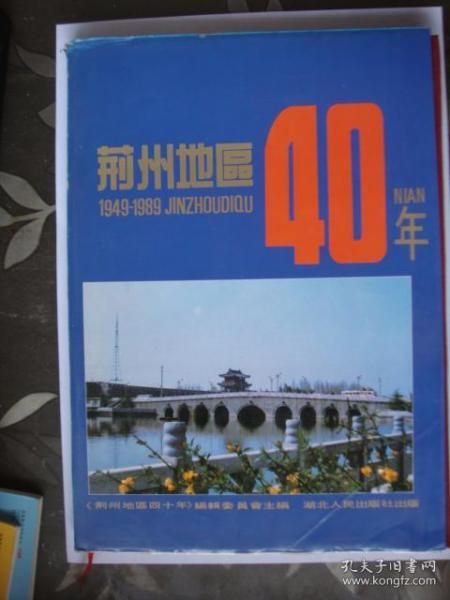 荊州地區
1949-1989 JINZHOUDIQU
40
NIAN
年
《荊州地區四十年》編輯委員會主編 湖北人民出版社出版
孔夫子旧书网
www.kongfz.com